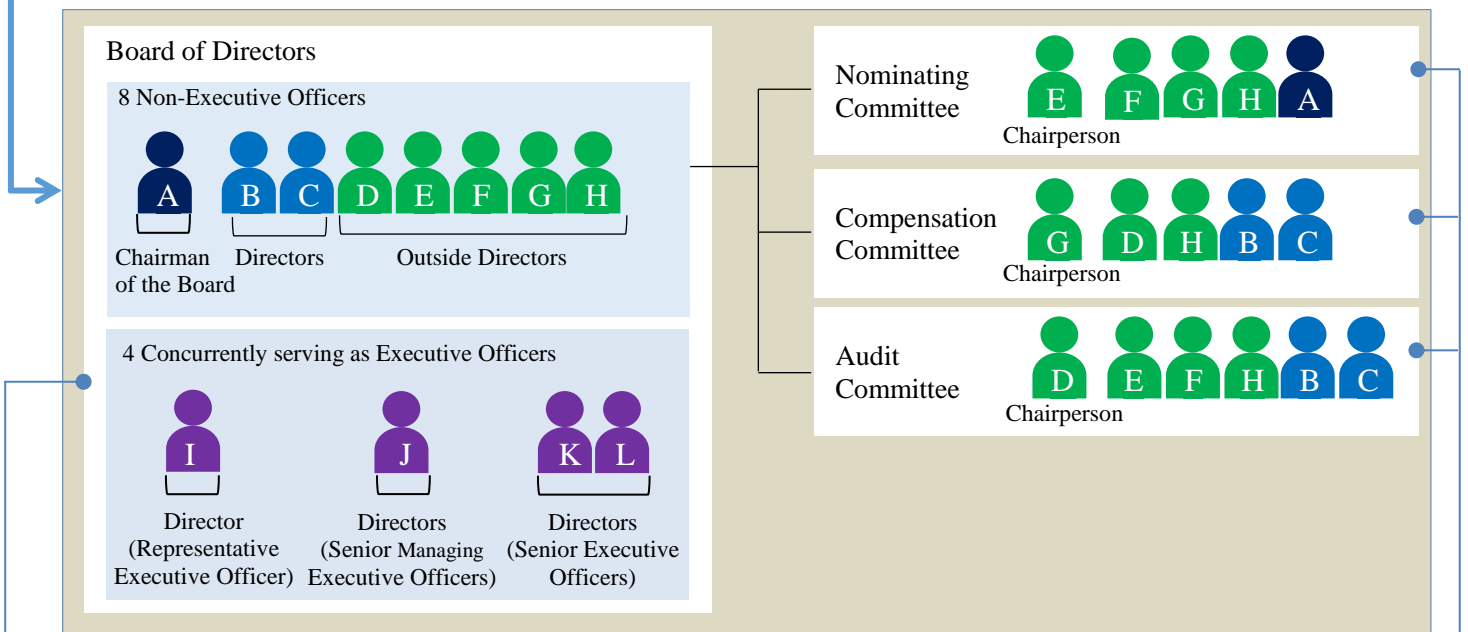 Board of Directors
8 Non-Executive Officers
A B C D E F G H
Chairman
of the Board
Directors
Outside Directors
4 Concurrently serving as Executive Officers
I J K L
Director
(Representative
Executive Officer)
Directors
(Senior Managing
Executive Officers)
Directors
(Senior Executive
Officers)
Nominating
Committee
E F G H A
Chairperson
Compensation
Committee
G D H B C
Chairperson
Audit
Committee
D E F H B C
Chairperson